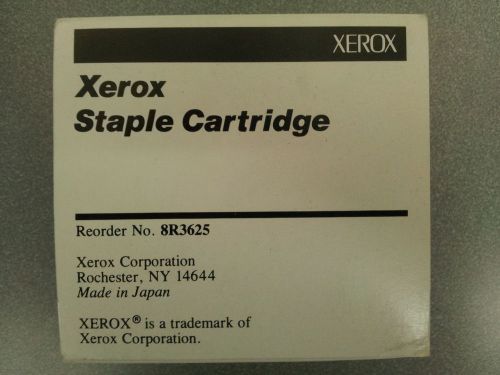 XEROX
Xerox
Staple Cartridge
Reorder No. 8R3625
Xerox Corporation
Rochester, NY 14644
Made in Japan
XEROX® is a trademark of
Xerox Corporation.